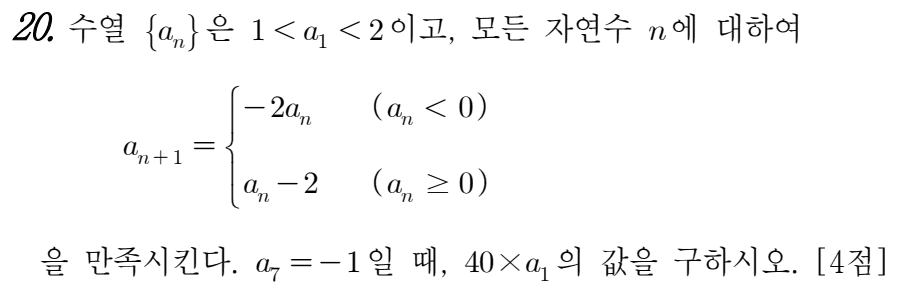 20. 수열 {aₙ}은 1 < a₁ < 2이고, 모든 자연수 n에 대하여
aₙ₊₁ = { −2aₙ (aₙ < 0)
aₙ − 2 (aₙ ≥ 0)
을 만족시킨다. a₇ = −1일 때, 40×a₁의 값을 구하시오. [4점]